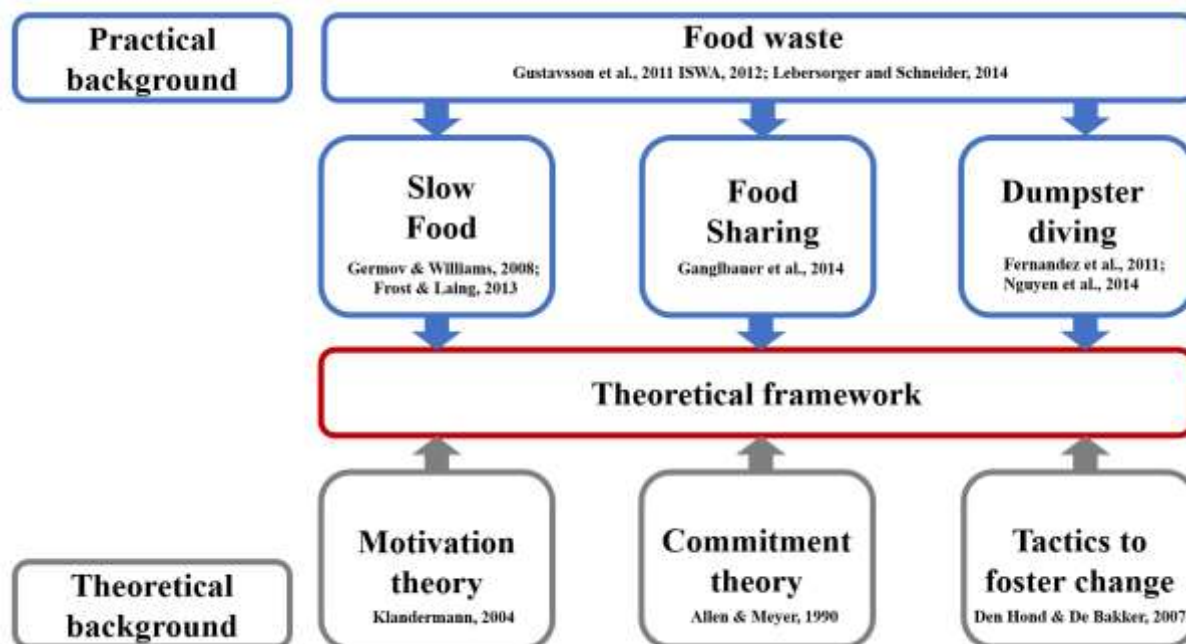 Practical
background
Food waste
Gustavsson et al., 2011 ISWA, 2012; Lebersorger and Schneider, 2014
Slow
Food
Germov & Williams, 2008;
Frost & Laing, 2013
Food
Sharing
Ganglbauer et al., 2014
Dumpster
diving
Fernandez et al., 2011;
Nguyen et al., 2014
Theoretical framework
Motivation
theory
Klandermann, 2004
Commitment
theory
Allen & Meyer, 1990
Tactics to
foster change
Den Hond & De Bakker, 2007
Theoretical
background